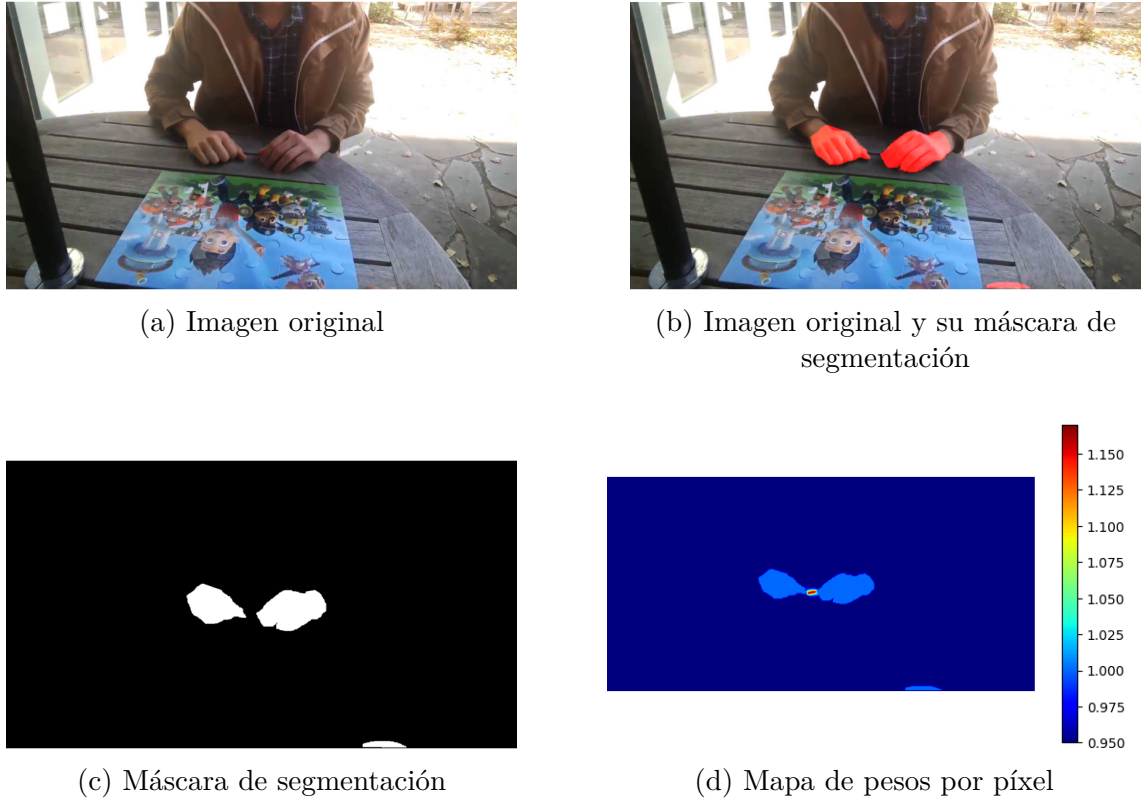 (a) Imagen original
(b) Imagen original y su máscara de
segmentación
1.150
1.125
1.100
1.075
1.050
1.025
1.000
0.975
0.950
(c) Máscara de segmentación
(d) Mapa de pesos por píxel